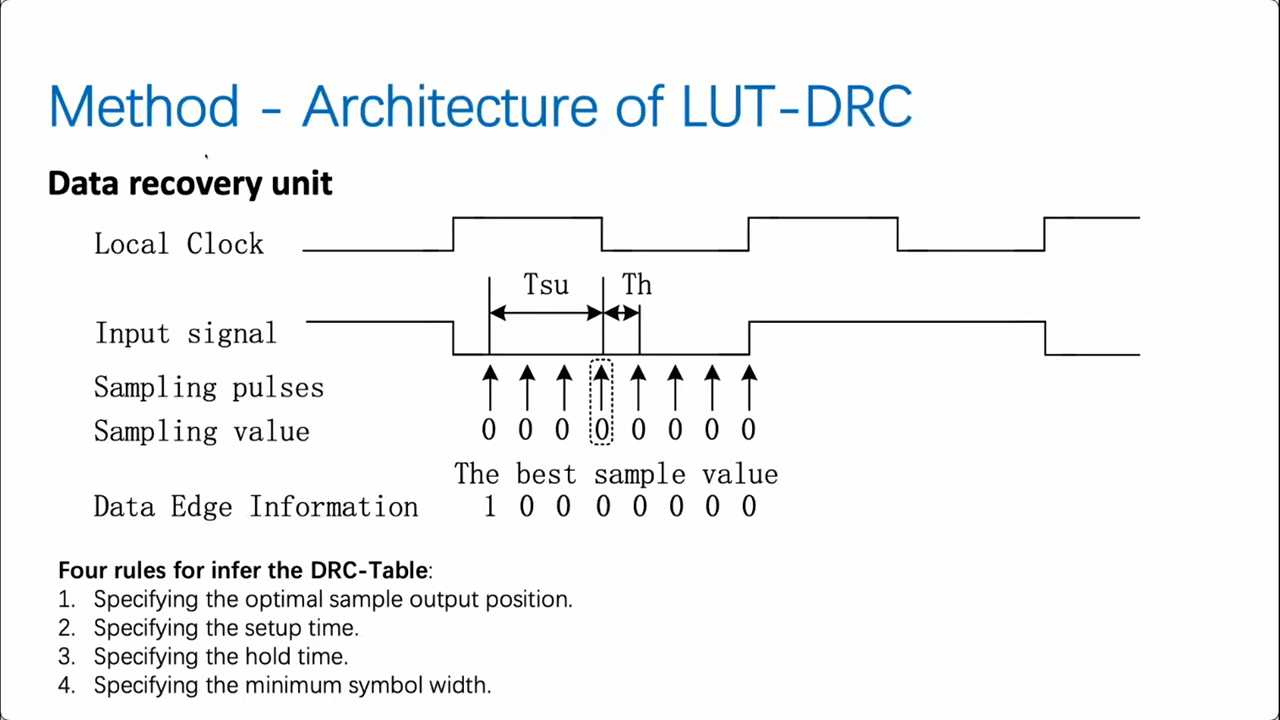 Method - Architecture of LUT-DRC
Data recovery unit
Local Clock
Tsu Th
Input signal
Sampling pulses
Sampling value 0 0 0 0 0 0 0 0
The best sample value
Data Edge Information 1 0 0 0 0 0 0 0
Four rules for infer the DRC-Table:
1. Specifying the optimal sample output position.
2. Specifying the setup time.
3. Specifying the hold time.
4. Specifying the minimum symbol width.